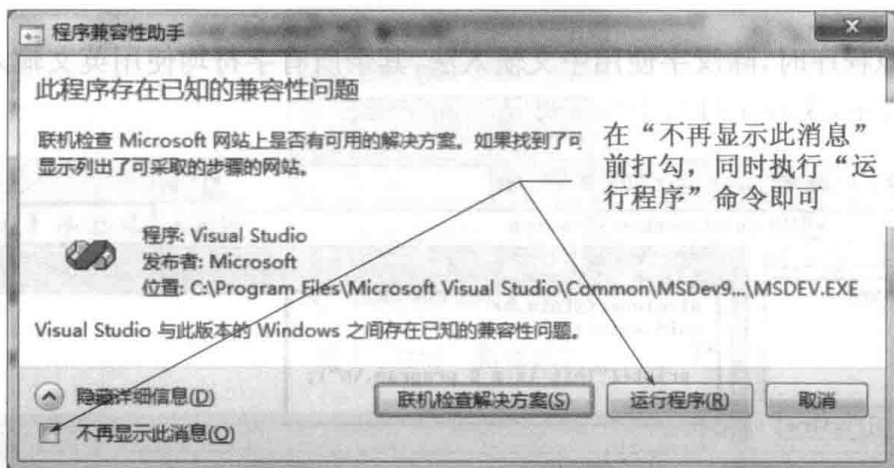 程序兼容性助手
此程序存在已知的兼容性问题
联机检查 Microsoft 网站上是否有可用的解决方案。如果找到了可
显示列出了可采取的步骤的网站。
在“不再显示此消息”
前打勾，同时执行“运
行程序”命令即可
程序: Visual Studio
发布者: Microsoft
位置: C:\Program Files\Microsoft Visual Studio\Common\MSDev9...\MSDEV.EXE
Visual Studio 与此版本的 Windows 之间存在已知的兼容性问题。
隐藏详细信息(D)
联机检查解决方案(S)
运行程序(R)
取消
不再显示此消息(O)